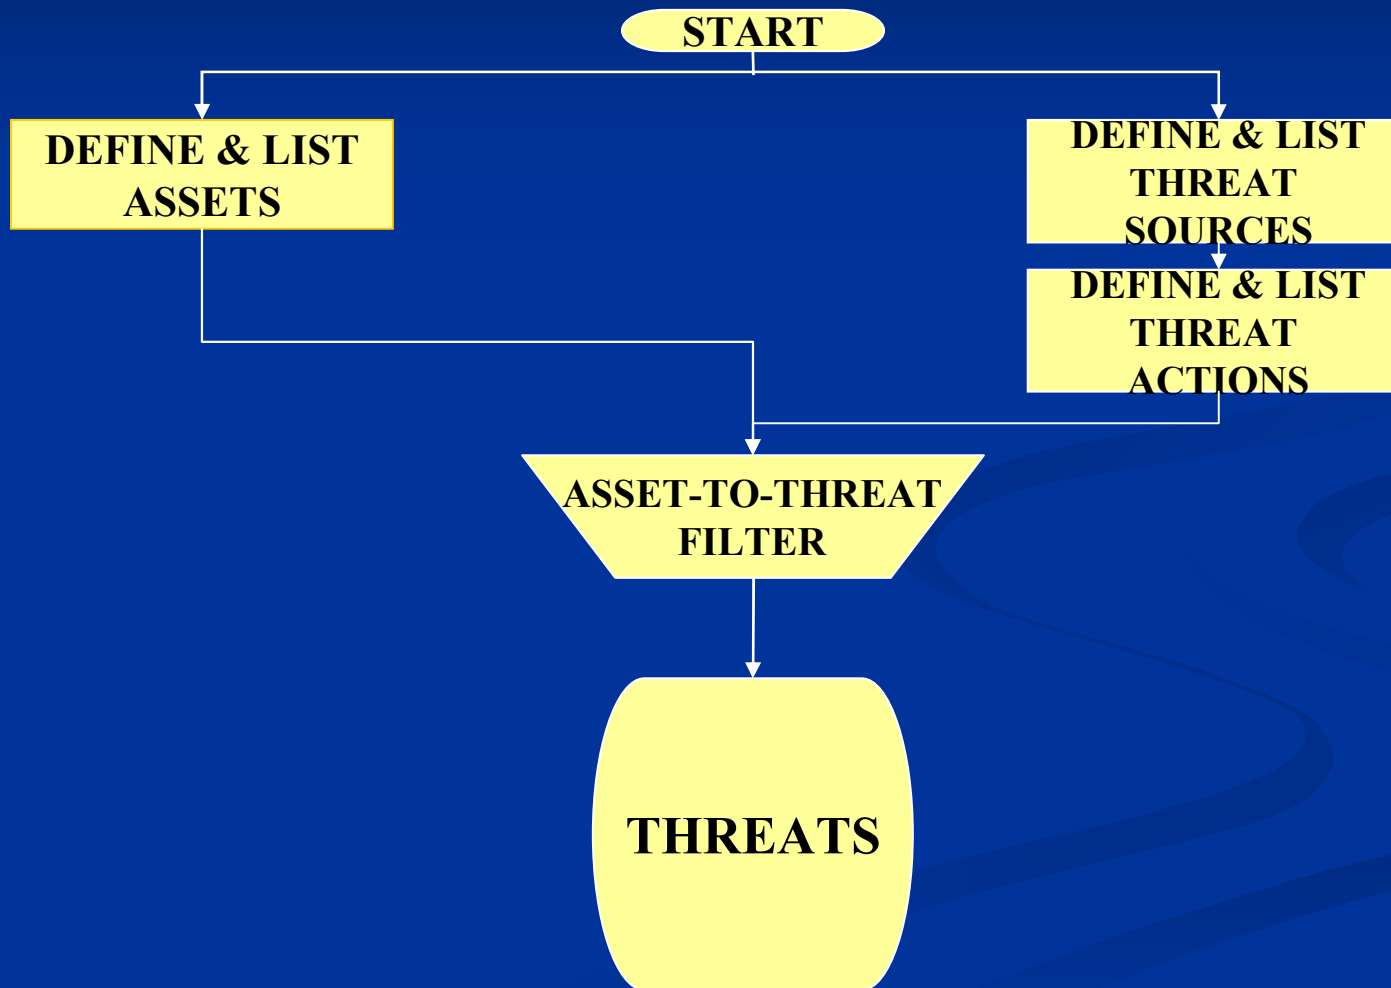 START
DEFINE & LIST
ASSETS
DEFINE & LIST
THREAT
SOURCES
DEFINE & LIST
THREAT
ACTIONS
ASSET-TO-THREAT
FILTER
THREATS